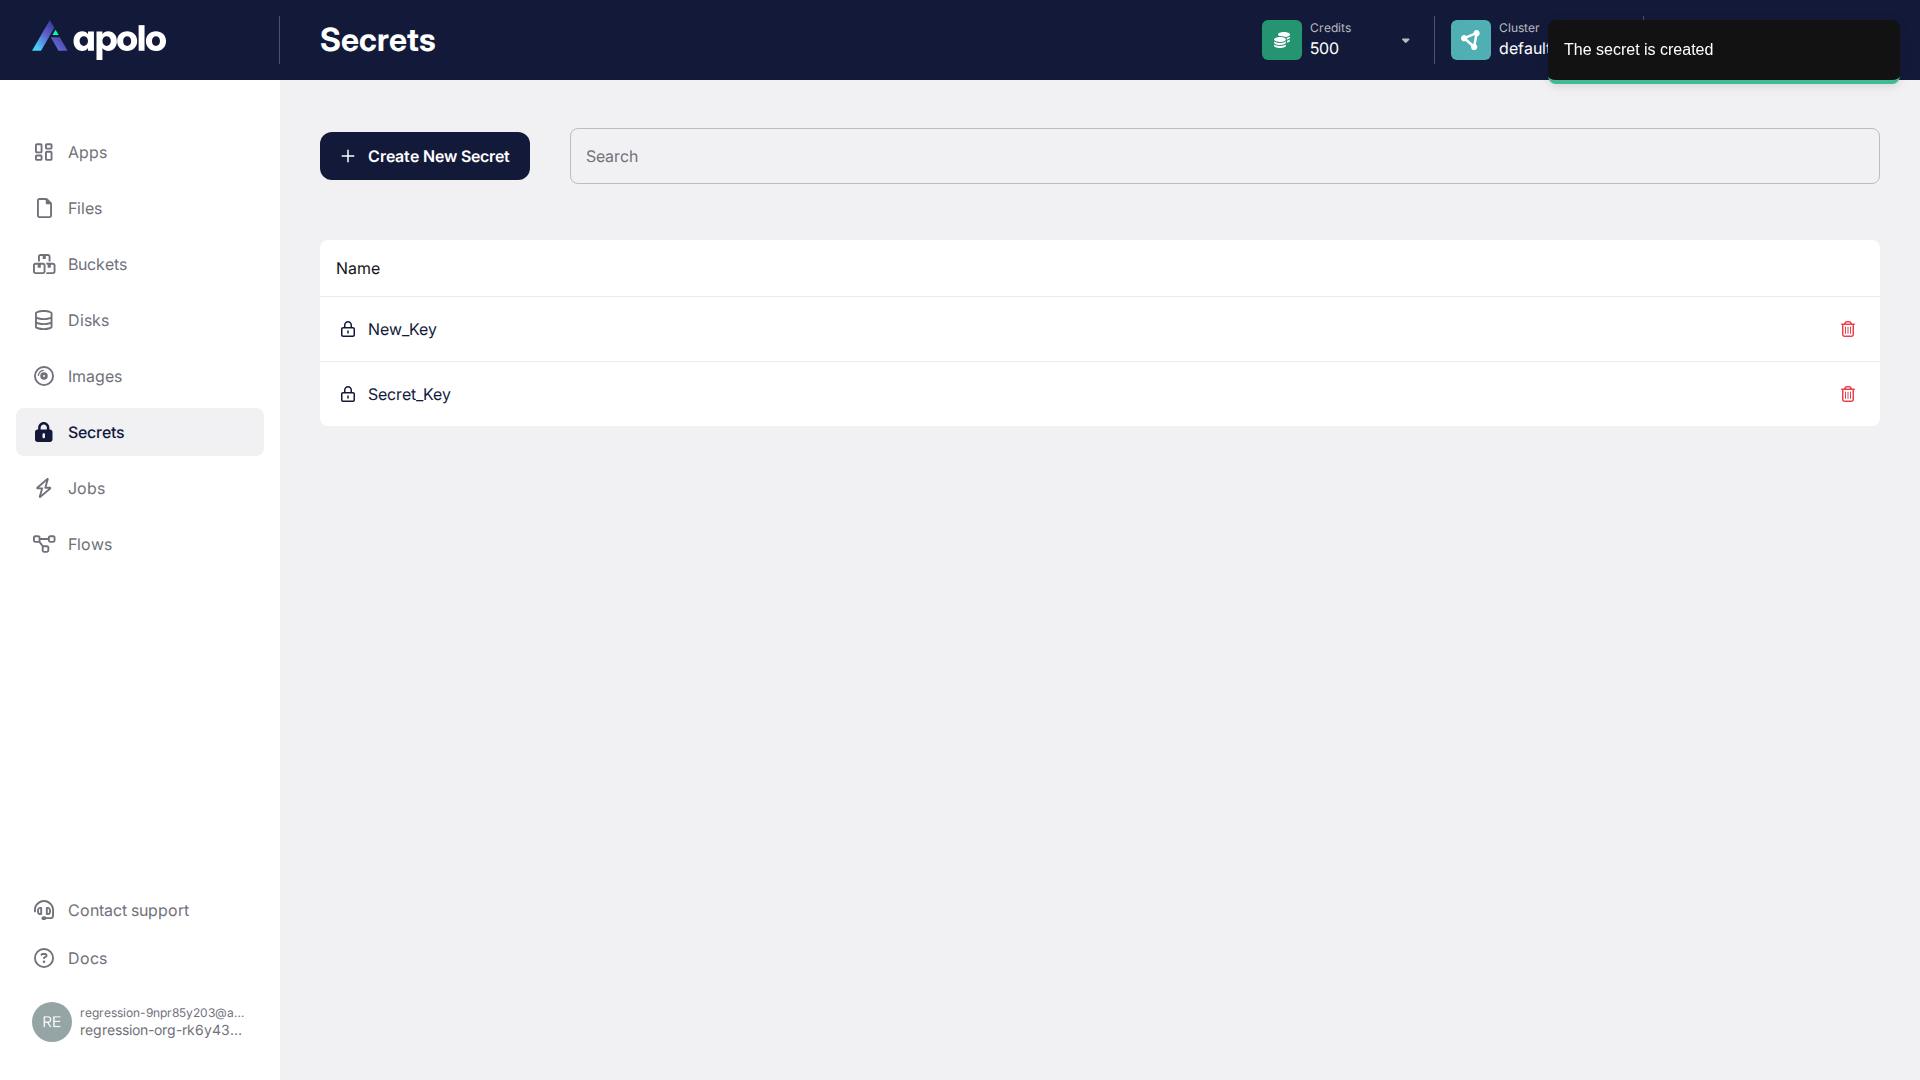 apolo
Secrets
Credits
500
Cluster
default
The secret is created
Apps
Files
Buckets
Disks
Images
Secrets
Jobs
Flows
Create New Secret
Search
Name
New_Key
Secret_Key
Contact support
Docs
RE
regression-9npr85y203@a...
regression-org-rk6y43...